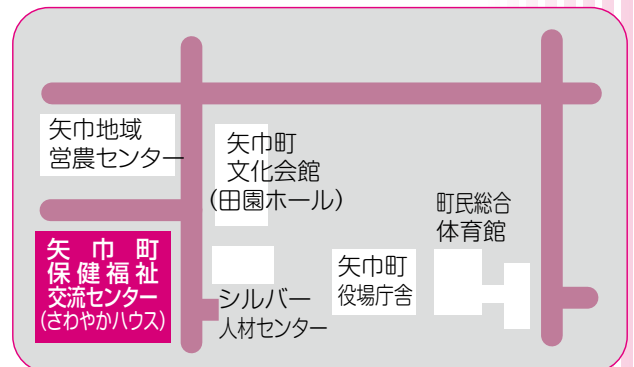 矢巾地域
営農センター
矢巾町
文化会館
(田園ホール)
町民総合
体育館
矢巾町
保健福祉
交流センター
(さわやかハウス)
シルバー
人材センター
矢巾町
役場庁舎